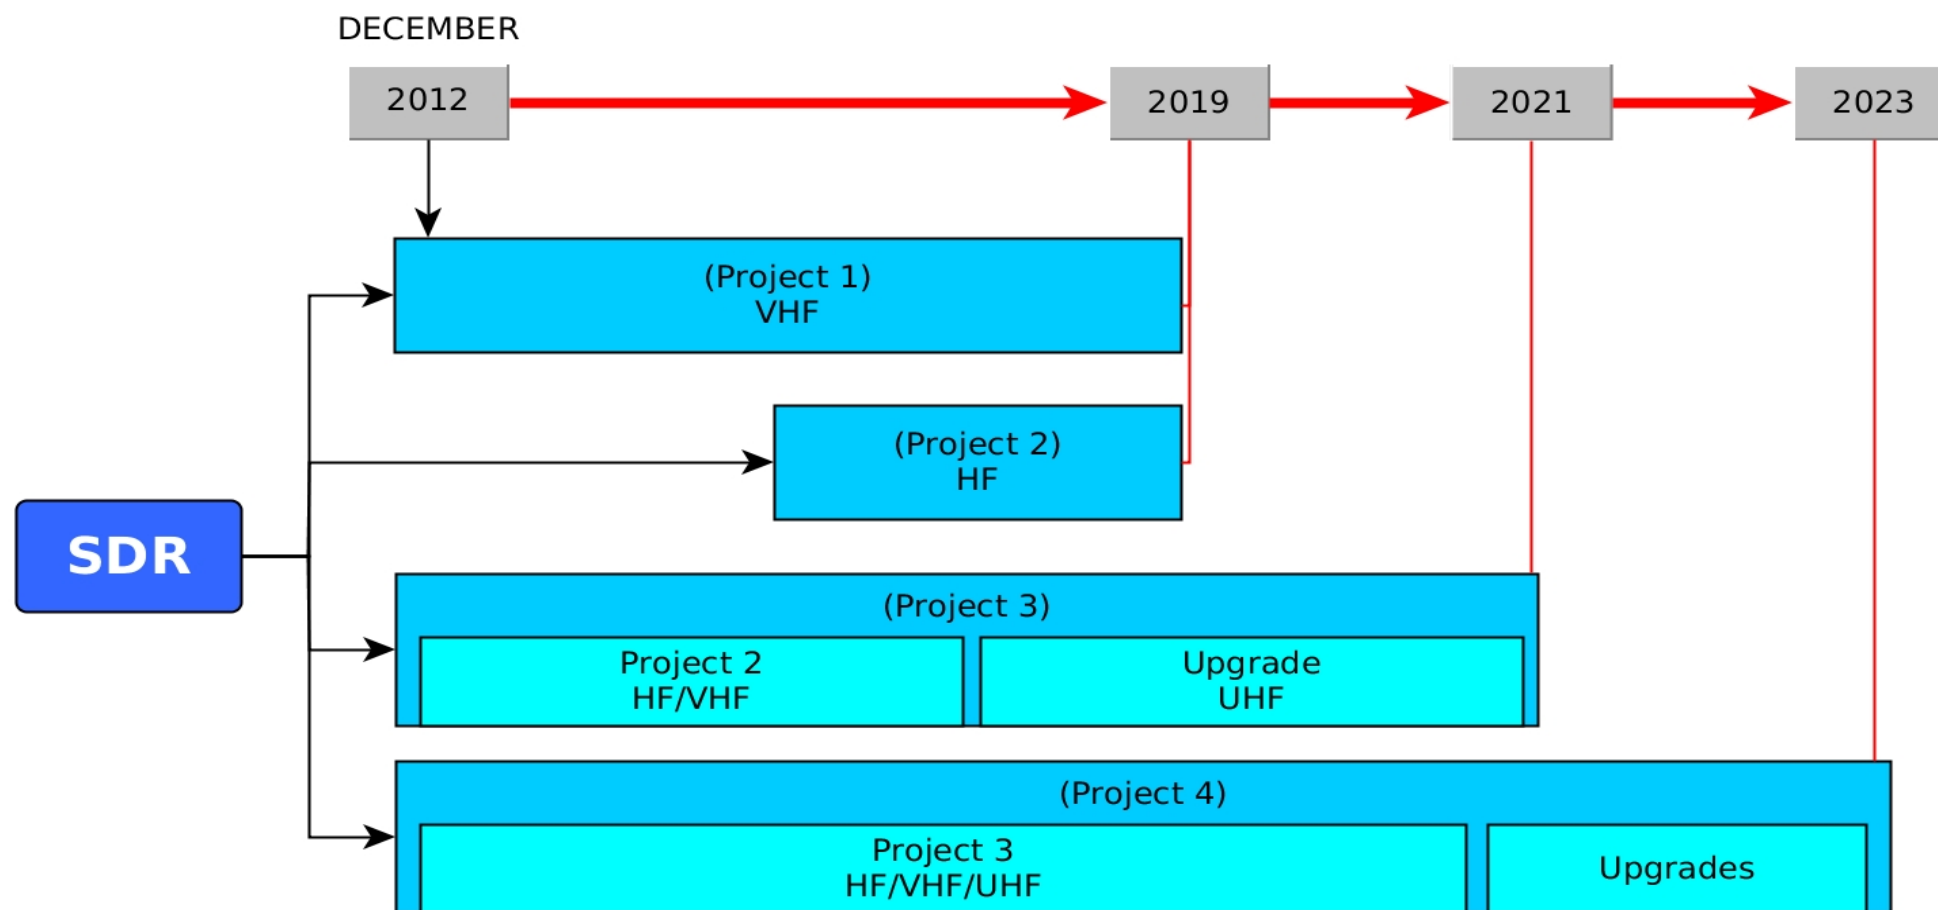 DECEMBER
2012
2019
2021
2023
(Project 1)
VHF
(Project 2)
HF
SDR
(Project 3)
Project 2
HF/VHF
Upgrade
UHF
(Project 4)
Project 3
HF/VHF/UHF
Upgrades